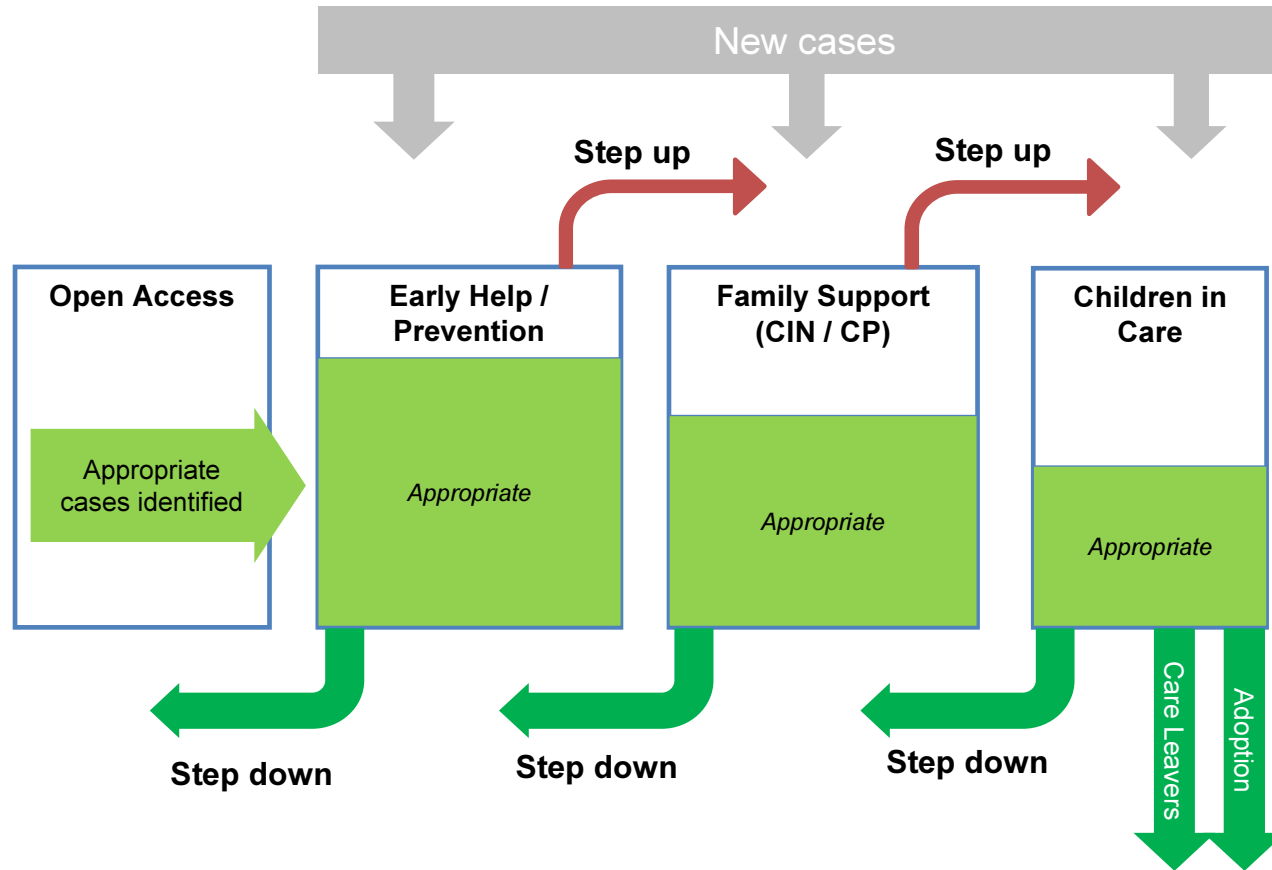 New cases
Step up
Step up
Open Access
Early Help /
Prevention
Family Support
(CIN / CP)
Children in
Care
Appropriate
cases identified
Appropriate
Appropriate
Appropriate
Step down
Step down
Step down
Care Leavers
Adoption